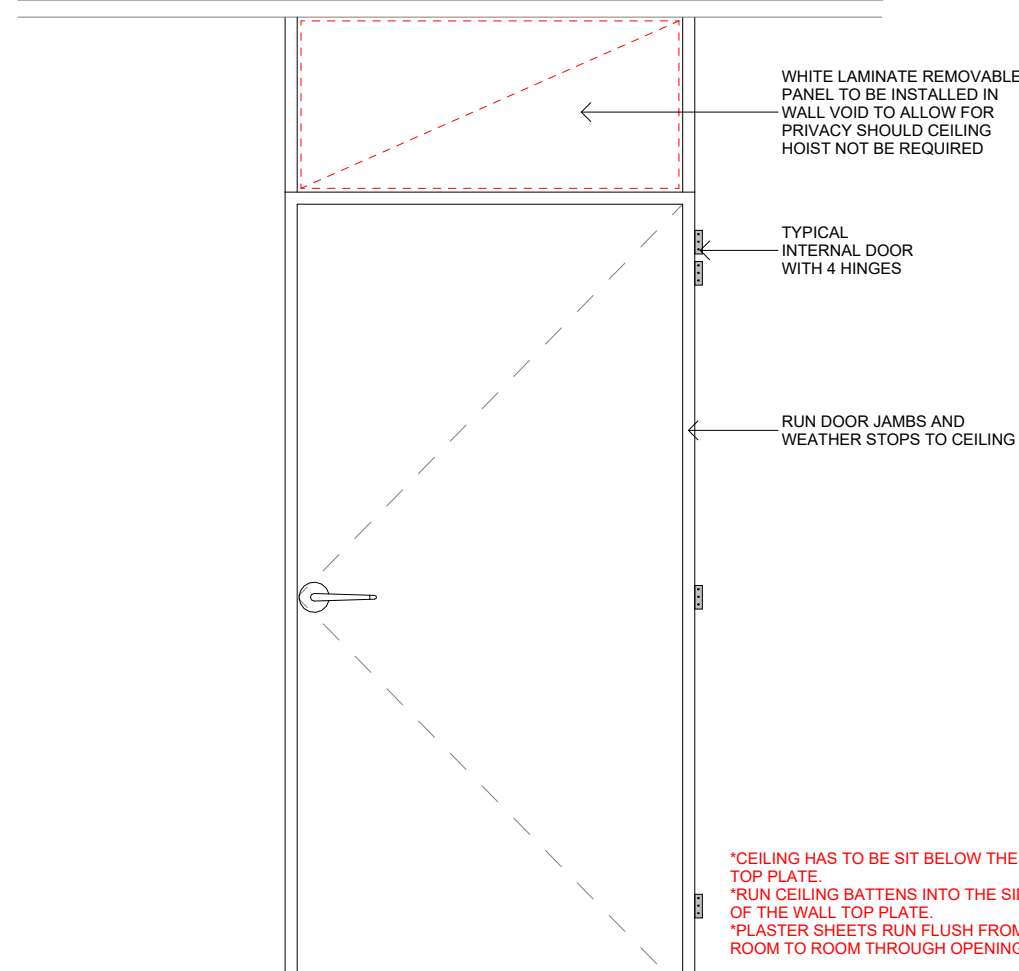 WHITE LAMINATE REMOVABLE
PANEL TO BE INSTALLED IN
WALL VOID TO ALLOW FOR
PRIVACY SHOULD CEILING
HOIST NOT BE REQUIRED
TYPICAL
INTERNAL DOOR
WITH 4 HINGES
RUN DOOR JAMBS AND
WEATHER STOPS TO CEILING
*CEILING HAS TO BE SIT BELOW THE
TOP PLATE.
*RUN CEILING BATTENS INTO THE
OF THE WALL TOP PLATE.
*PLASTER SHEETS RUN FLUSH FROM
ROOM TO ROOM THROUGH OPENING